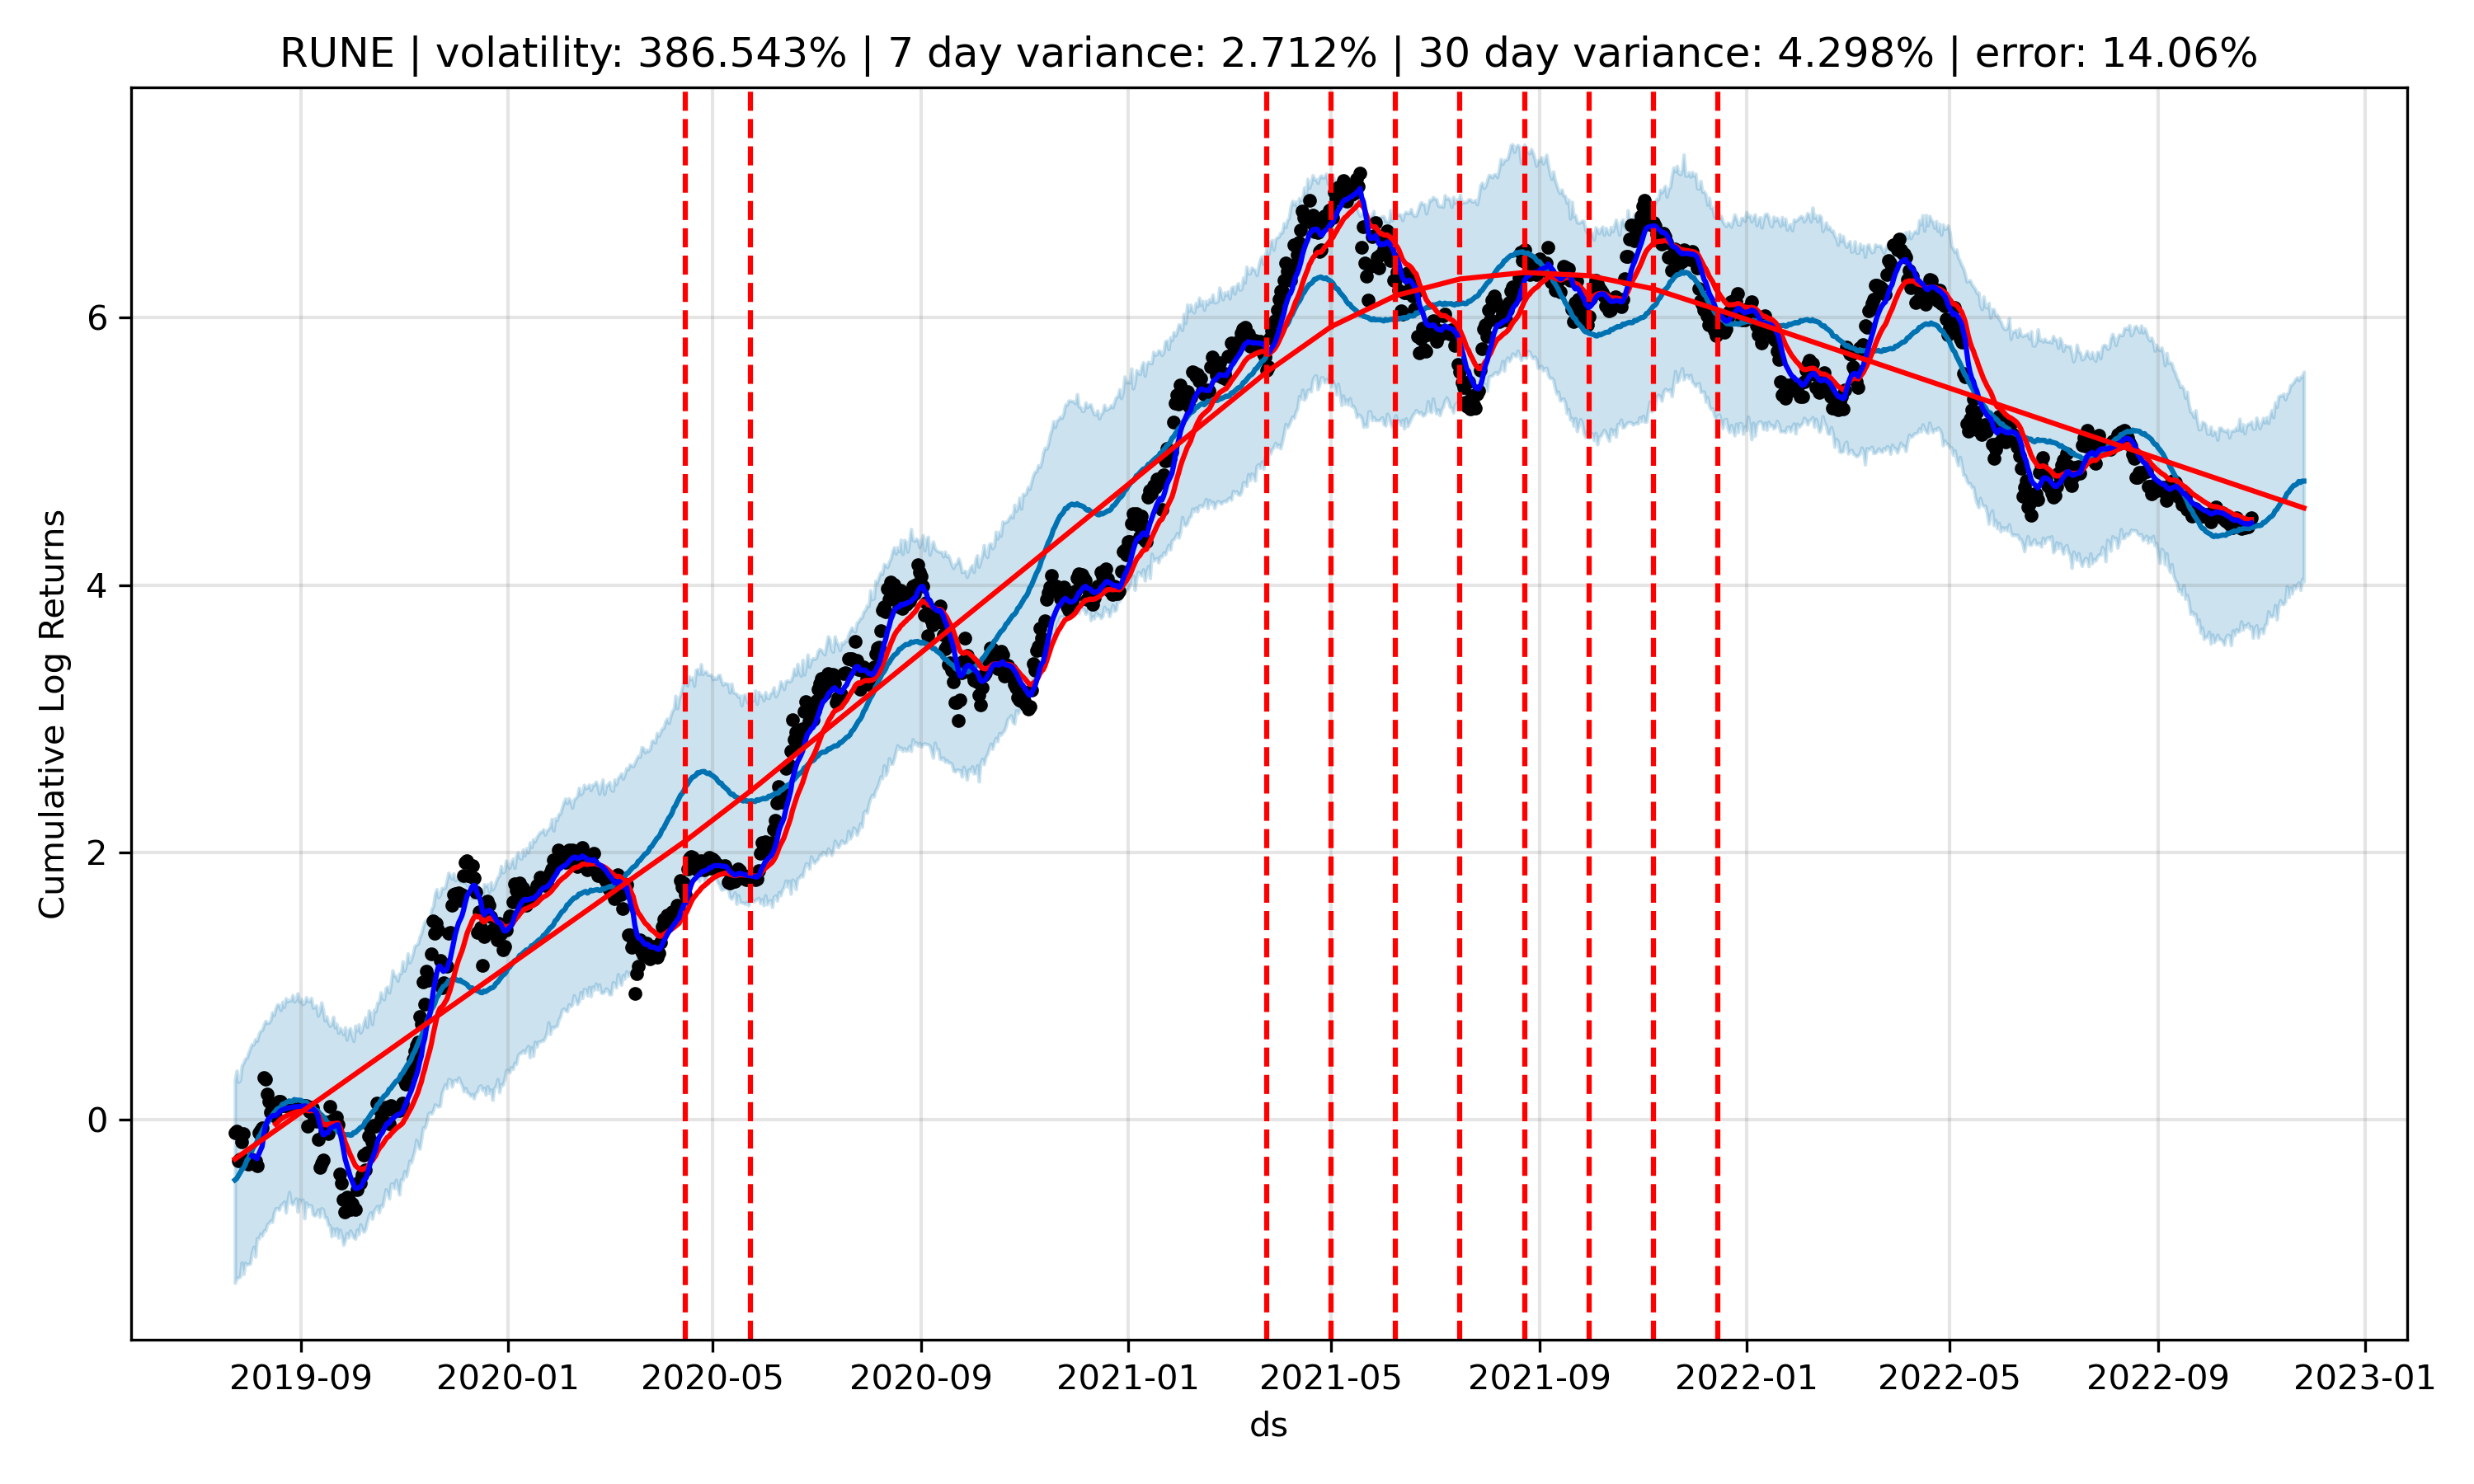 RUNE | volatility: 386.543% | 7 day variance: 2.712% | 30 day variance: 4.298% | error: 14.06%
Cumulative Log Returns
6
4
2
0
2019-09 2020-01 2020-05 2020-09 2021-01 2021-05 2021-09 2022-01 2022-05 2022-09 2023-01
ds